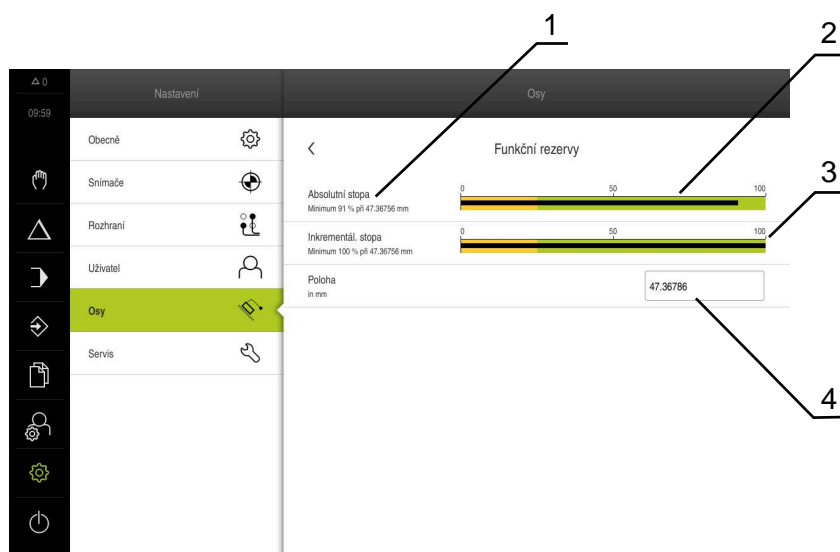 1
2
△ 0
Nastavení
Osy
09:59
Obecně
Funkční rezervy
Snímače
Absolutní stopa
0 50 100
Minimum 91 % při 47.36756 mm
3
Rozhraní
Inkrementál. stopa
0 50 100
Minimum 100 % při 47.36756 mm
Uživatel
Poloha
in mm
47.36786
Osy
Servis
4